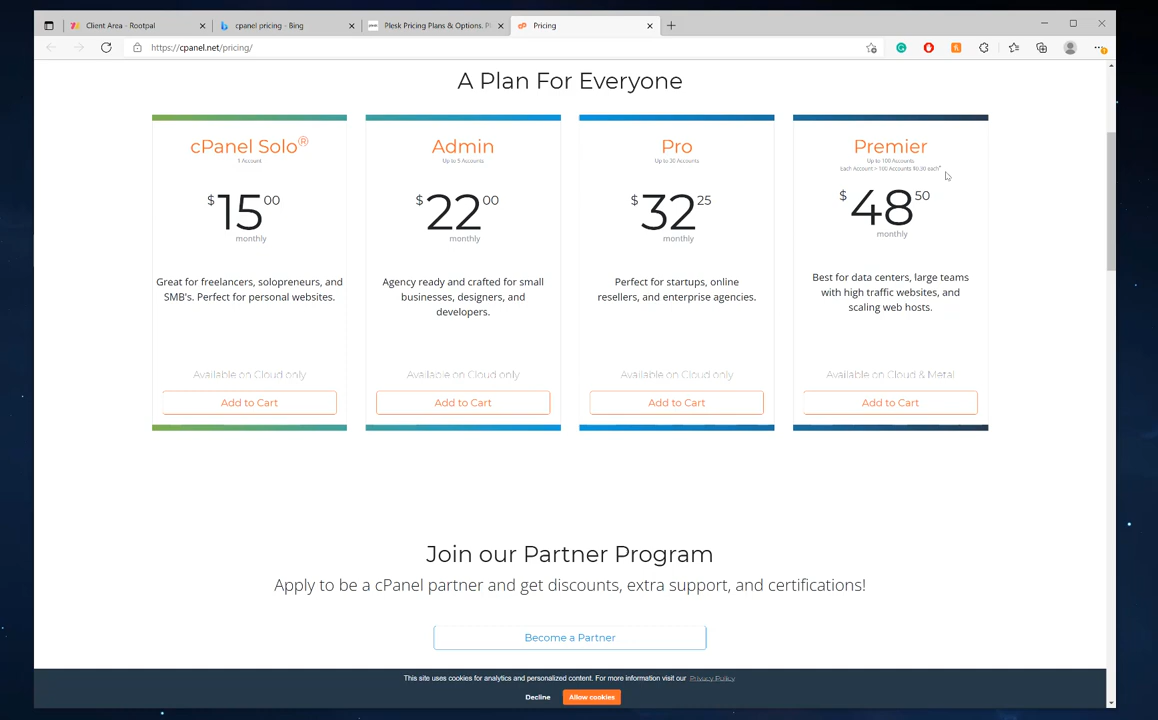 Client Area - Rootpal
cpanel pricing - Bing
Plesk Pricing Plans & Options.
Pricing
https://cpanel.net/pricing/
A Plan For Everyone
cPanel Solo®
1 Account
$15 00
monthly
Great for freelancers, solopreneurs, and
SMB's. Perfect for personal websites.
Available on Cloud only
Add to Cart
Admin
Up to 5 Accounts
$22 00
monthly
Agency ready and crafted for small
businesses, designers, and
developers.
Available on Cloud only
Add to Cart
Pro
Up to 30 Accounts
$32 25
monthly
Perfect for startups, online
resellers, and enterprise agencies.
Available on Cloud only
Add to Cart
Premier
Up to 100 Accounts
Each Account > 100 Accounts $0.30 each*
$48 50
monthly
Best for data centers, large teams
with high traffic websites, and
scaling web hosts.
Available on Cloud & Metal
Add to Cart
Join our Partner Program
Apply to be a cPanel partner and get discounts, extra support, and certifications!
Become a Partner
This site uses cookies for analytics and personalized content. For more information visit our Privacy Policy
Decline
Allow cookies